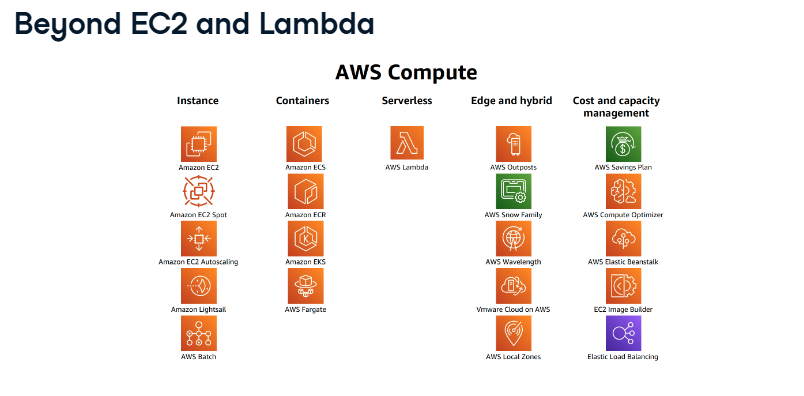 Beyond EC2 and Lambda
AWS Compute
Instance
Amazon EC2
Amazon EC2 Spot
Amazon EC2 Autoscaling
Amazon Lightsail
AWS Batch
Containers
Amazon ECS
Amazon ECR
Amazon EKS
K
AWS Fargate
Serverless
AWS Lambda
Edge and hybrid
AWS Outposts
AWS Snow Family
AWS Wavelength
Vmware Cloud on AWS
AWS Local Zones
Cost and capacity
management
$
AWS Savings Plan
AWS Compute Optimizer
AWS Elastic Beanstalk
EC2 Image Builder
Elastic Load Balancing